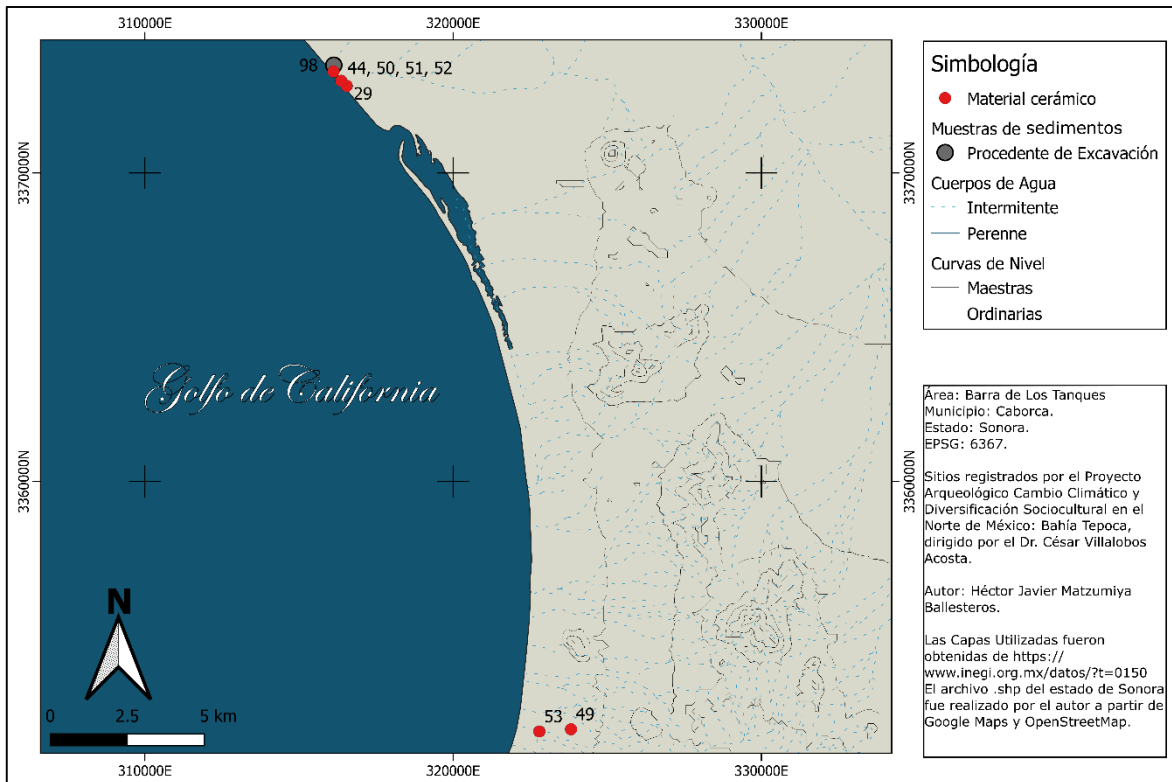 310000E 320000E 330000E
98 44, 50, 51, 52
29
3370000N 3370000N
Golfo de California
3360000N 3360000N
N
0 2.5 5 km
53 49
310000E 320000E 330000E
Simbología
Material cerámico
Muestras de sedimentos
Procedente de Excavación
Cuerpos de Agua
Intermitente
Perenne
Curvas de Nivel
Maestras
Ordinarias
Área: Barra de Los Tanques
Municipio: Caborca.
Estado: Sonora.
EPSG: 6367.
Sitios registrados por el Proyecto
Arqueológico Cambio Climático y
Diversificación Sociocultural en el
Norte de México: Bahía Tepoca,
dirigido por el Dr. César Villalobos
Acosta.
Autor: Héctor Javier Matzumiya
Ballesteros.
Las Capas Utilizadas fueron
obtenidas de https://
www.inegi.org.mx/datos/?t=0150
El archivo .shp del estado de Sonora
fue realizado por el autor a partir de
Google Maps y OpenStreetMap.